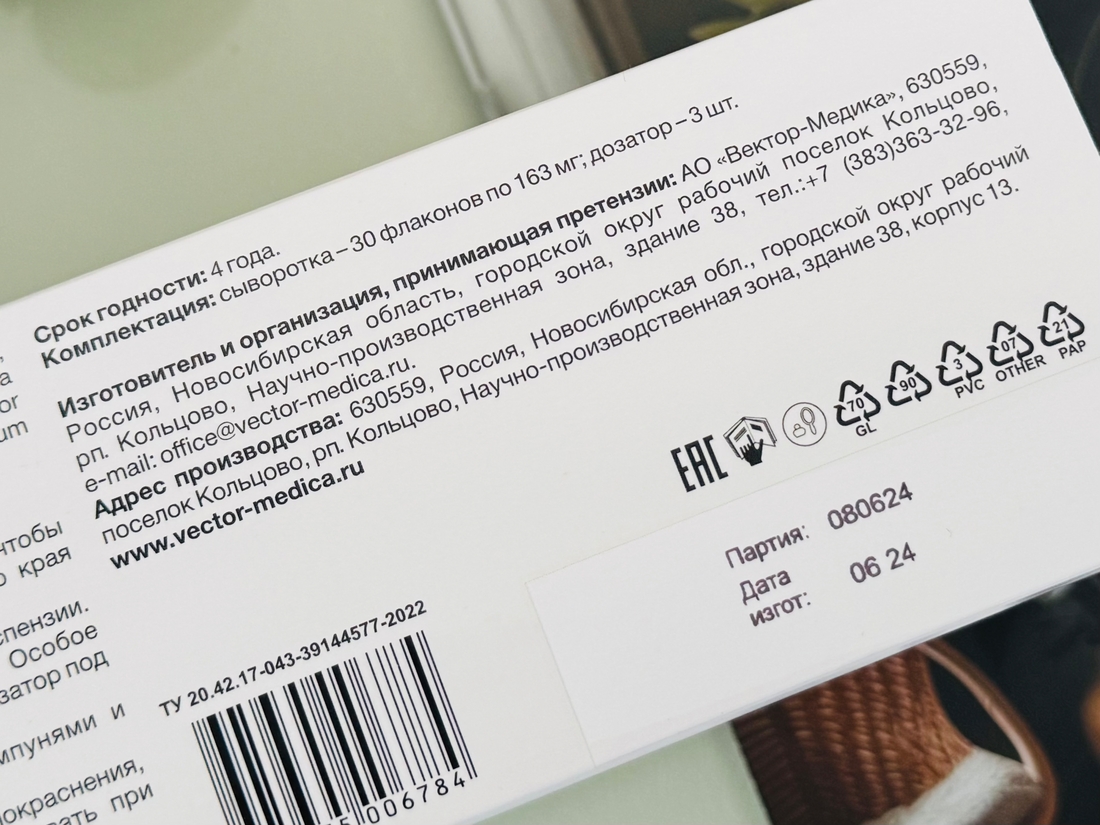 Срок годности: 4 года.
Комплектация: сыворотка – 30 флаконов по 163 мг; дозатор – 3 шт.
Изготовитель и организация, принимающая претензии: АО «Вектор-Медика», 630559,
Россия, Новосибирская область, городской округ рабочий поселок Кольцово,
рп. Кольцово, Научно-производственная зона, здание 38, тел.:+7 (383)363-32-96,
e-mail: office@vector-medica.ru.
Адрес производства: 630559, Россия, Новосибирская обл., городской округ рабочий
поселок Кольцово, рп. Кольцово, Научно-производственная зона, здание 38, корпус 13.
www.vector-medica.ru
EAC
70
GL
90
3
PVC
07
OTHER
21
PAP
Партия: 080624
Дата
изгот: 06 24
ТУ 20.42.17-043-39144577-2022
006784
чтобы
края
Особое
под
и
при